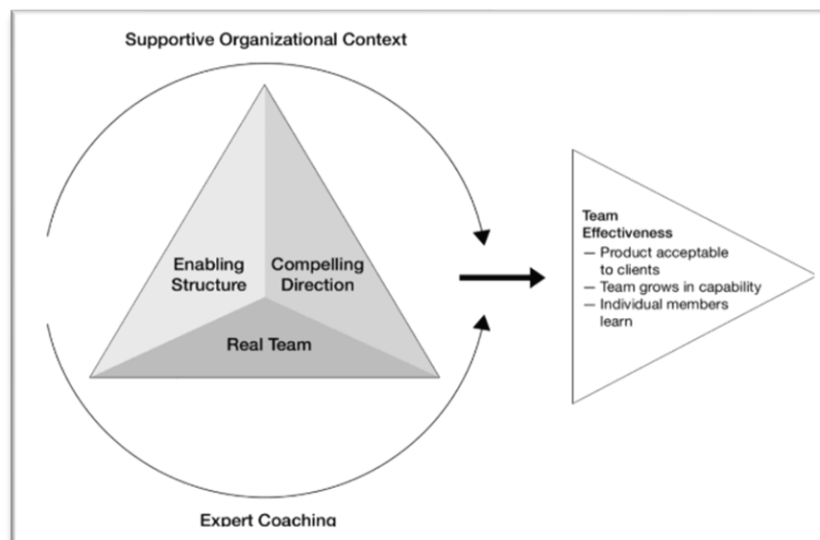 Supportive Organizational Context
Enabling
Structure
Compelling
Direction
Real Team
Expert Coaching
Team
Effectiveness
— Product acceptable
to clients
— Team grows in capability
— Individual members
learn